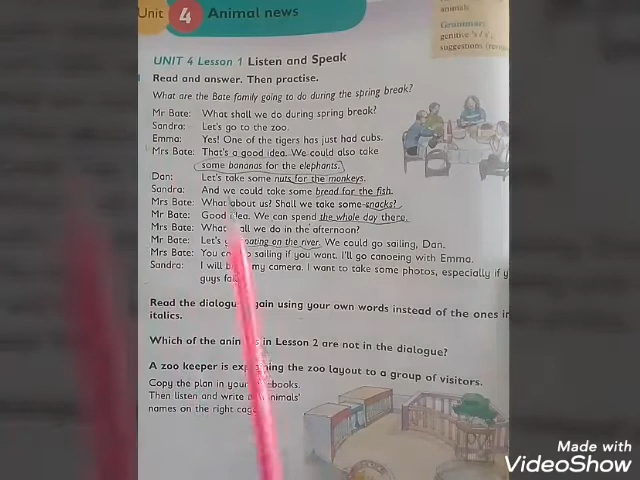 Unit 4 Animal news
animals.
Grammar:
genitive 's / s',
suggestions
UNIT 4 Lesson 1 Listen and Speak
Read and answer. Then practise.
What are the Bate family going to do during the spring break?
Mr Bate: What shall we do during spring break?
Sandra: Let's go to the zoo.
Emma: Yes! One of the tigers has just had cubs.
Mrs Bate: That's a good idea. We could also take
some bananas for the elephants.
Dan: Let's take some nuts for the monkeys.
Sandra: And we could take some bread for the fish.
Mrs Bate: What about us? Shall we take some snacks?
Mr Bate: Good idea. We can spend the whole day there.
Mrs Bate: What shall we do in the afternoon?
Mr Bate: Let's boating on the river. We could go sailing, Dan.
Mrs Bate: You sailing if you want. I'll go canoeing with Emma.
Sandra: I will my camera. I want to take some photos, especially if
guys
Read the dialogue again using your own words instead of the ones in
italics.
Which of the animals in Lesson 2 are not in the dialogue?
A zoo keeper is explaining the zoo layout to a group of visitors.
Copy the plan in your books.
Then listen and write animals'
names on the right
Made with
VideoShow